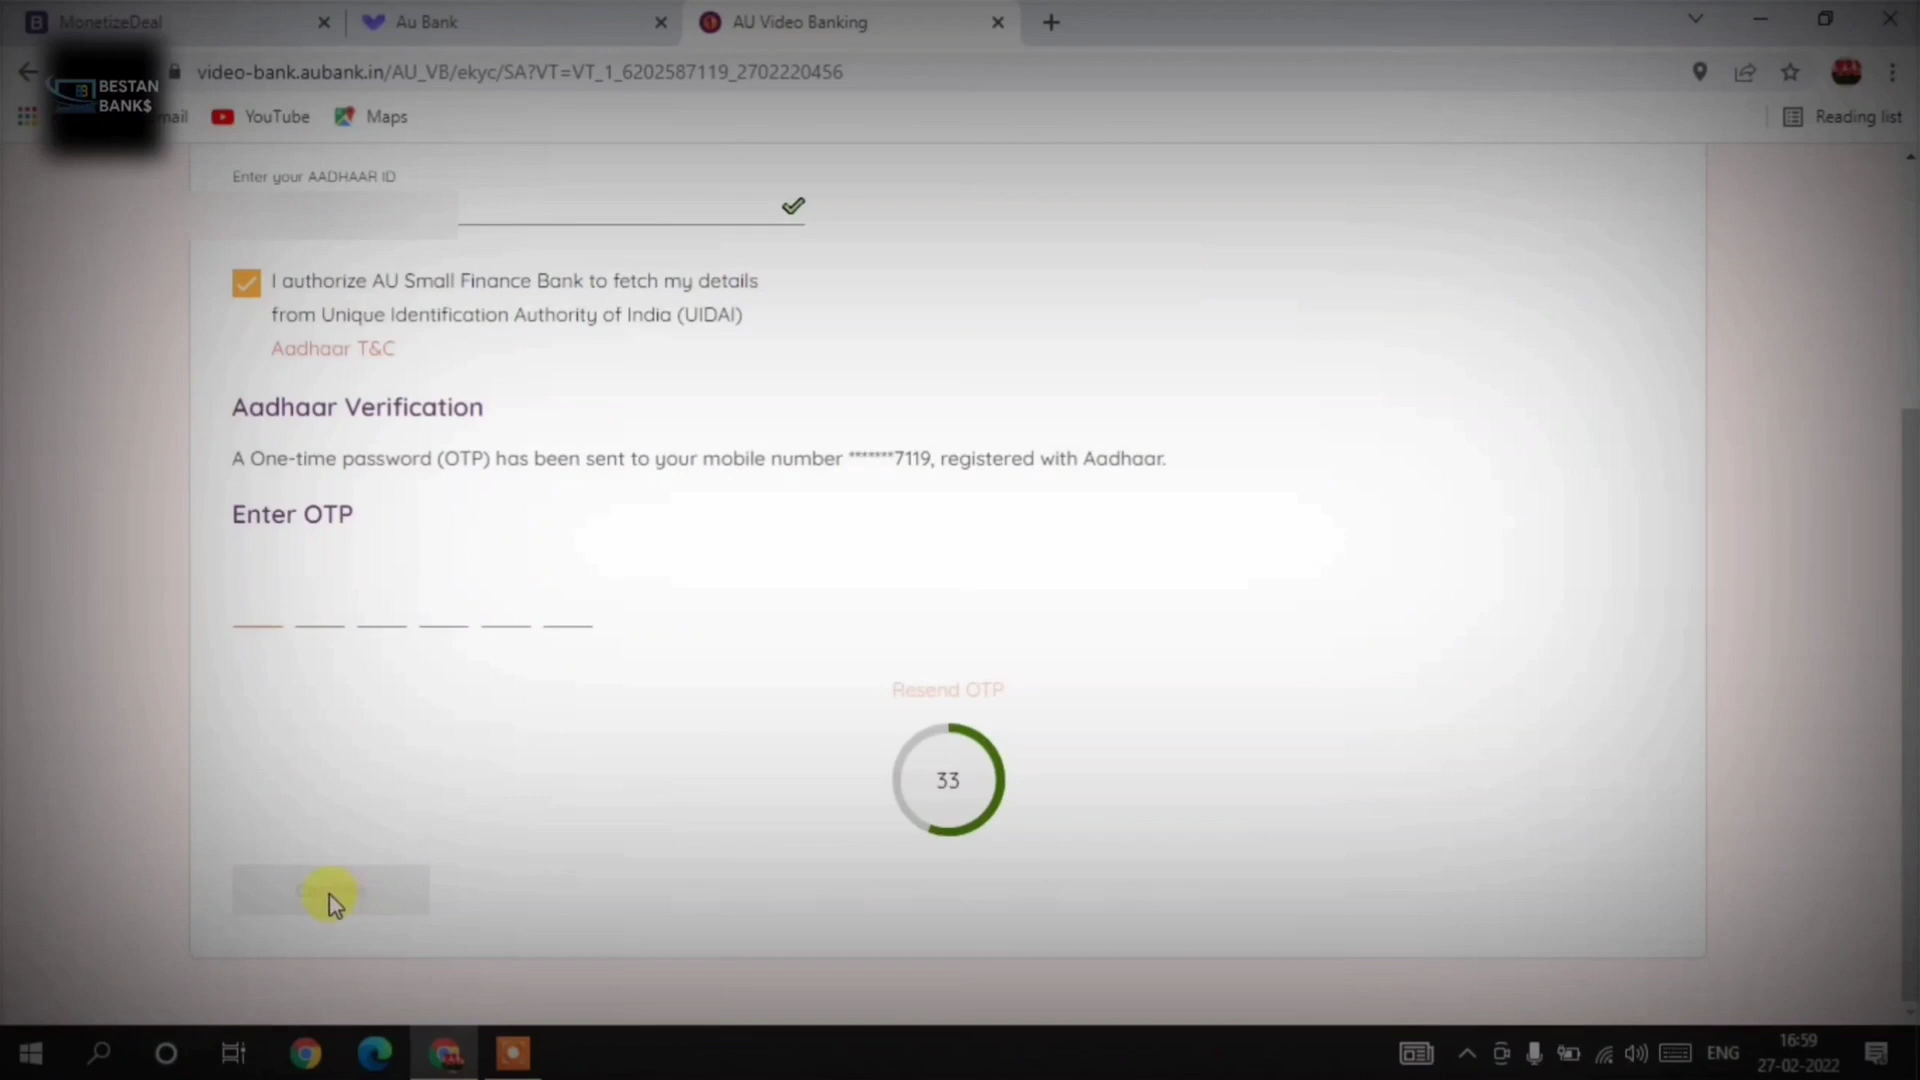 MonetizeDeal
Au Bank
AU Video Banking
video-bank.aubank.in/AU_VB/ekyc/SA?VT=VT_1_6202587119_2702220456
BESTAN
BANK$
YouTube
Maps
Reading list
Enter your AADHAAR ID
I authorize AU Small Finance Bank to fetch my details
from Unique Identification Authority of India (UIDAI)
Aadhaar T&C
Aadhaar Verification
A One-time password (OTP) has been sent to your mobile number *******7119, registered with Aadhaar.
Enter OTP
Resend OTP
33
ENG
16:59
27-02-2022